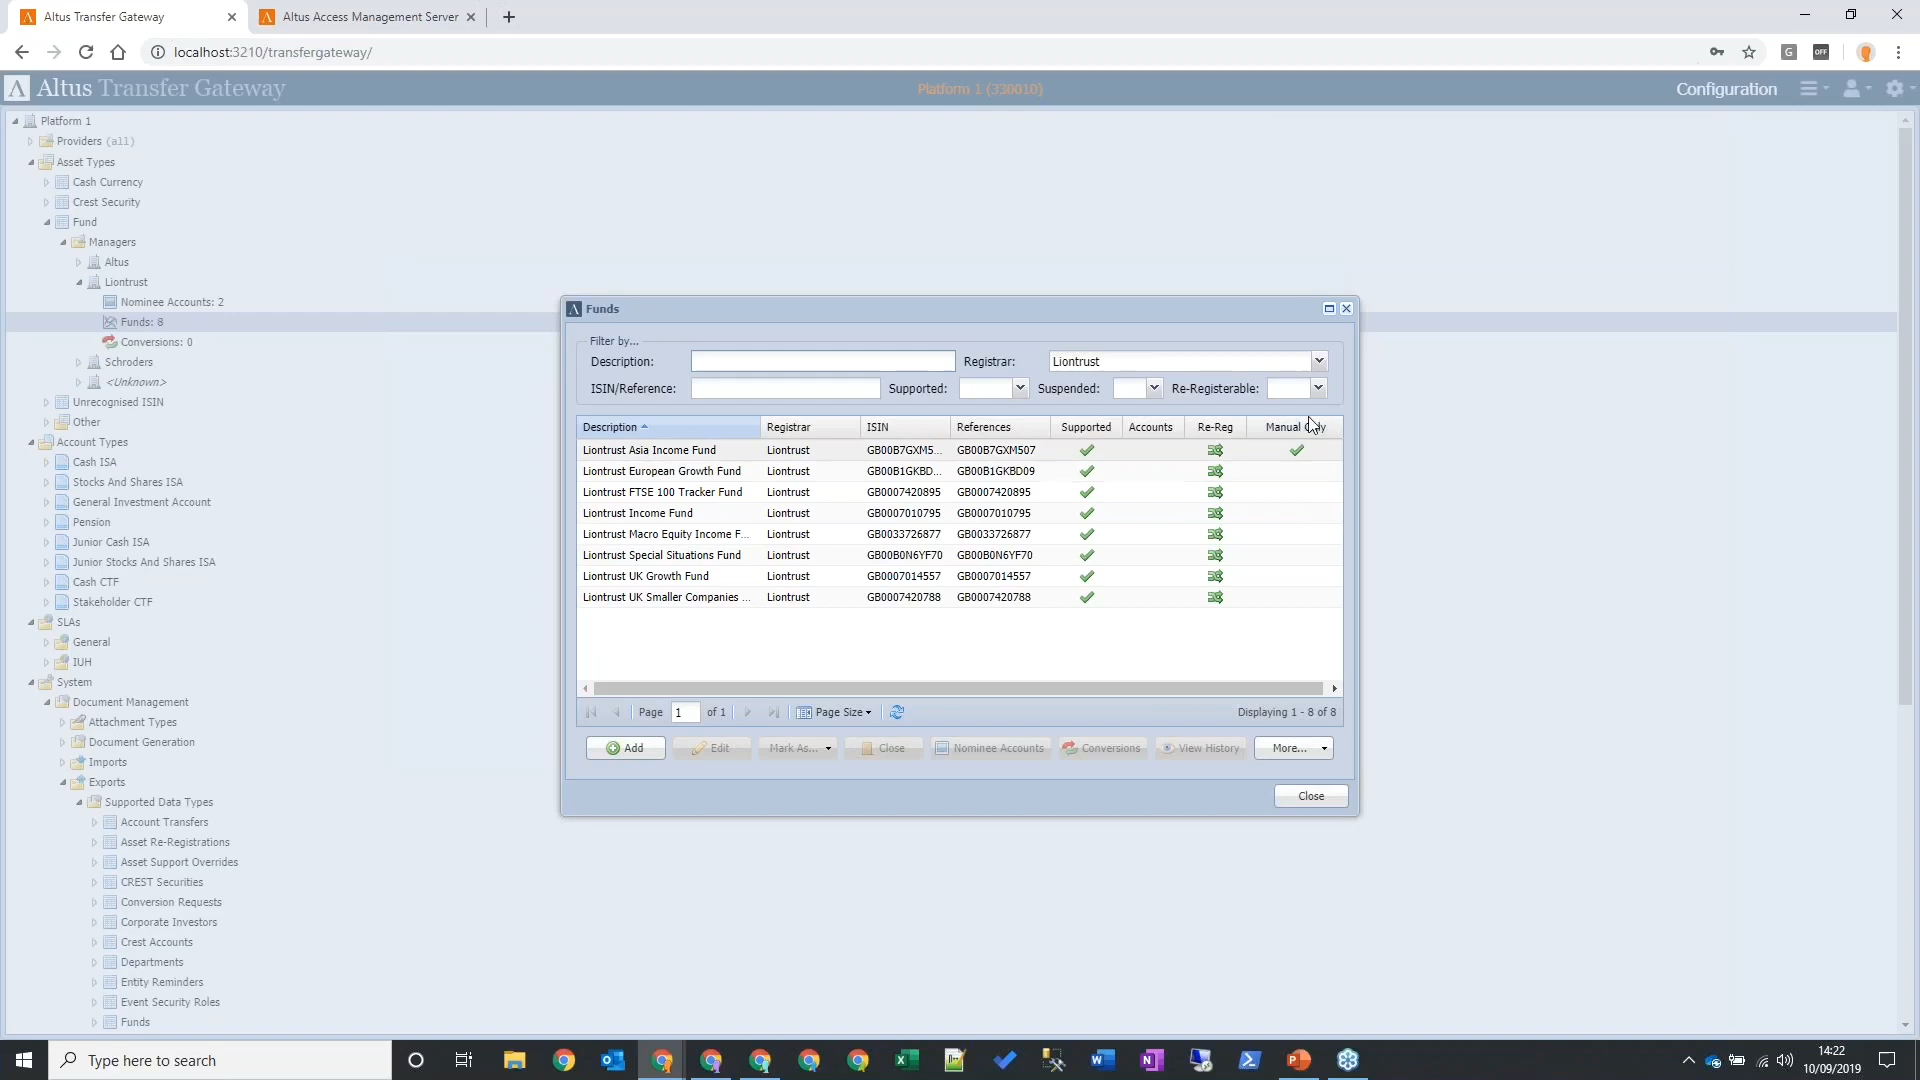 Altus Transfer Gateway
Altus Access Management Server
localhost:3210/transfergateway/
Altus Transfer Gateway
Platform 1 (330010)
Configuration
Platform 1
Providers (all)
Asset Types
Cash Currency
Crest Security
Fund
Managers
Altus
Liontrust
Nominee Accounts: 2
Funds: 8
Conversions: 0
Schroders
<Unknown>
Unrecognised ISIN
Other
Account Types
Cash ISA
Stocks And Shares ISA
General Investment Account
Pension
Junior Cash ISA
Junior Stocks And Shares ISA
Cash CTF
Stakeholder CTF
SLAs
General
IUH
System
Document Management
Attachment Types
Document Generation
Imports
Exports
Supported Data Types
Account Transfers
Asset Re-Registrations
Asset Support Overrides
CREST Securities
Conversion Requests
Corporate Investors
Crest Accounts
Departments
Entity Reminders
Event Security Roles
Funds
Funds
Filter by...
Description: Registrar: Liontrust
ISIN/Reference: Supported: Suspended: Re-Registerable:
Description Registrar ISIN References Supported Accounts Re-Reg Manual
Liontrust Asia Income Fund Liontrust GB00B7GXM5... GB00B7GXM507
Liontrust European Growth Fund Liontrust GB00B1GKBD... GB00B1GKBD09
Liontrust FTSE 100 Tracker Fund Liontrust GB0007420895 GB0007420895
Liontrust Income Fund Liontrust GB0007010795 GB0007010795
Liontrust Macro Equity Income F... Liontrust GB0033726877 GB0033726877
Liontrust Special Situations Fund Liontrust GB00B0N6YF70 GB00B0N6YF70
Liontrust UK Growth Fund Liontrust GB0007014557 GB0007014557
Liontrust UK Smaller Companies ... Liontrust GB0007420788 GB0007420788
Page 1 of 1 Page Size Displaying 1 - 8 of 8
Add Edit Mark As... Close Nominee Accounts Conversions View History More...
Close
Type here to search
14:22
10/09/2019